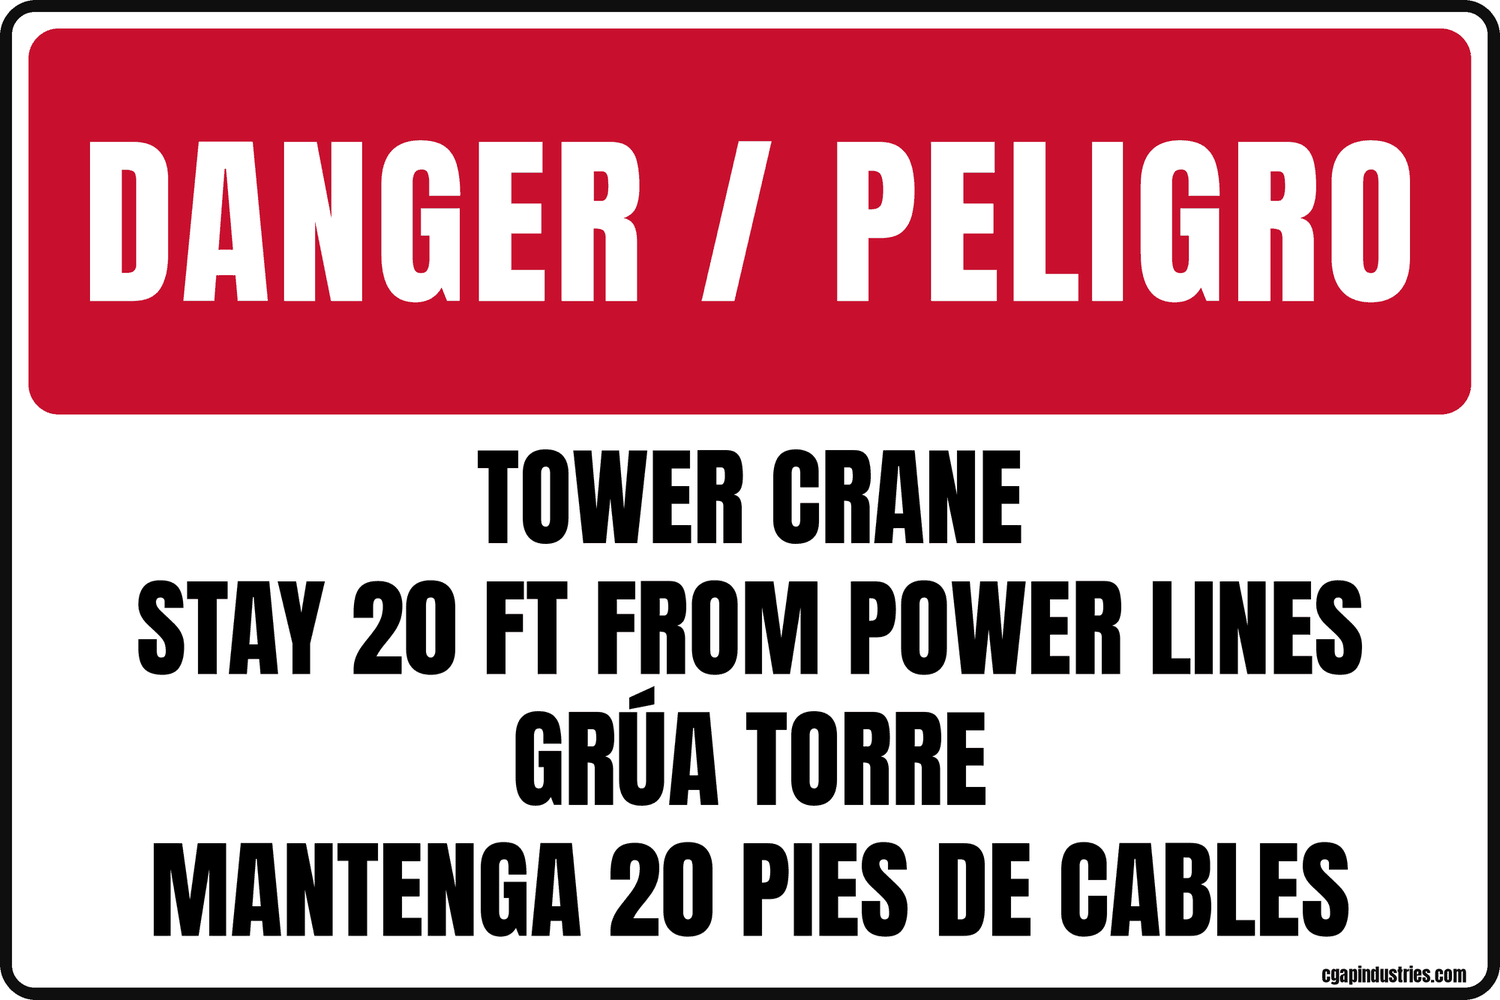 DANGER / PELIGRO
TOWER CRANE
STAY 20 FT FROM POWER LINES
GRÚA TORRE
MANTENGA 20 PIES DE CABLES
cgapindustries.com